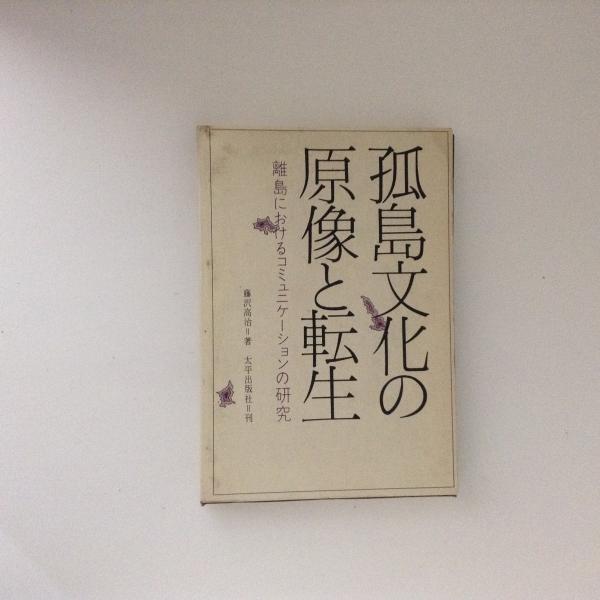 孤島文化の
原像と転生
離島におけるコミュニケーションの研究
藤沢高治=著 太平出版社=刊